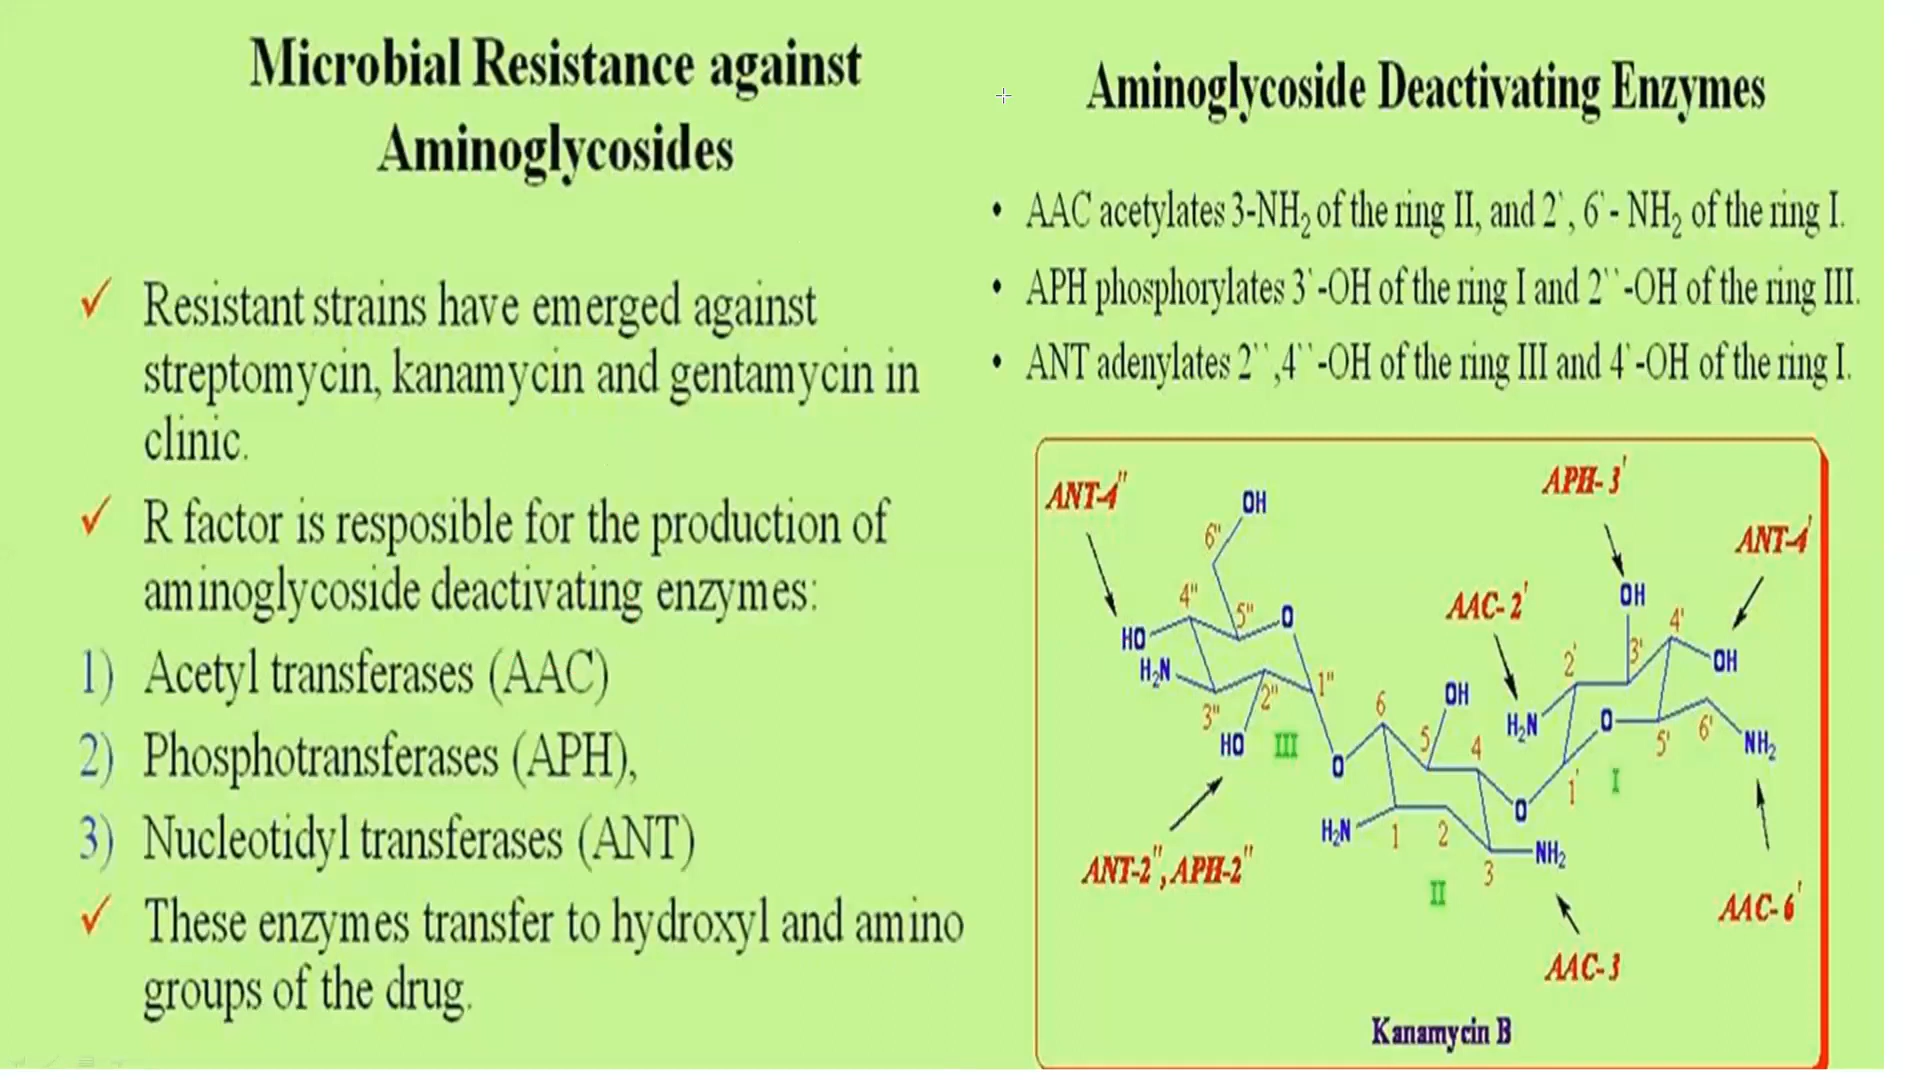 Microbial Resistance against
Aminoglycosides
✓ Resistant strains have emerged against
streptomycin, kanamycin and gentamycin in
clinic.
✓ R factor is resposible for the production of
aminoglycoside deactivating enzymes:
1) Acetyl transferases (AAC)
2) Phosphotransferases (APH),
3) Nucleotidyl transferases (ANT)
✓ These enzymes transfer to hydroxyl and amino
groups of the drug.
Aminoglycoside Deactivating Enzymes
• AAC acetylates 3-NH₂ of the ring II, and 2`, 6`- NH₂ of the ring I.
• APH phosphorylates 3`-OH of the ring I and 2``-OH of the ring III.
• ANT adenylates 2``,4``-OH of the ring III and 4`-OH of the ring I.
ANT-4"
APH- 3'
ANT-4'
AAC- 2'
OH
6"
4"
5"
O
HO
H₂N
3"
2"
1"
HO
III
O
6
5
OH
4
H₂N
1
2
3
NH₂
II
O
OH
2'
3'
4'
OH
H₂N
O
5'
6'
NH₂
1'
I
ANT-2", APH-2"
AAC- 6'
AAC- 3
Kanamycin B